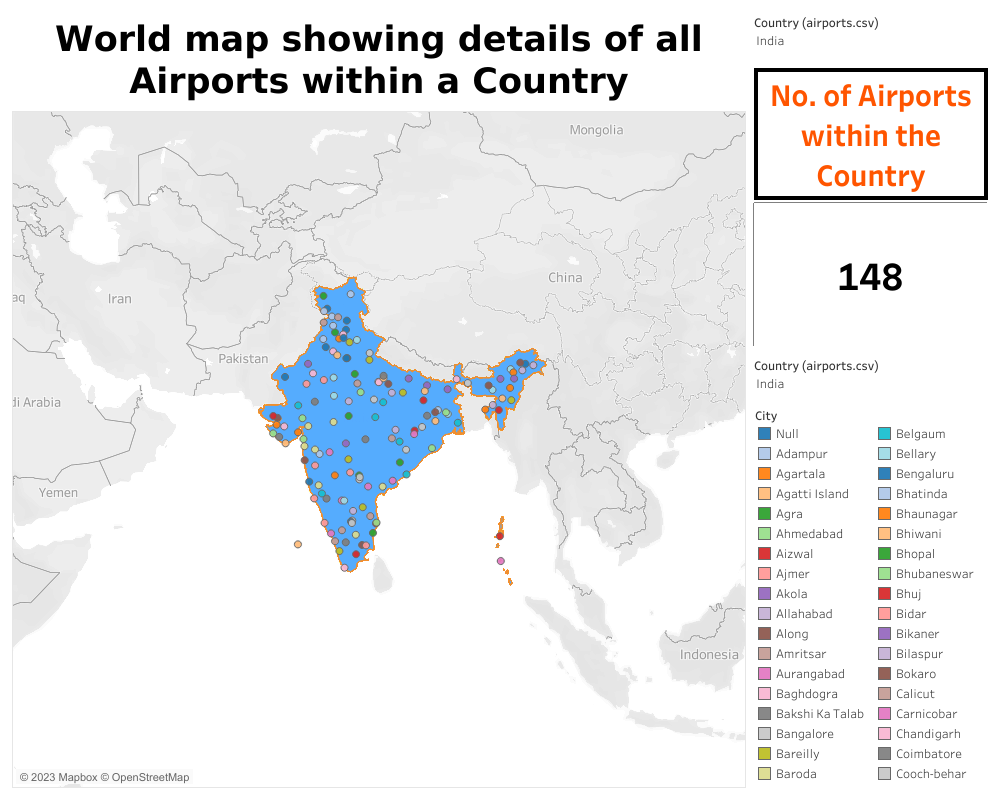 World map showing details of all
Airports within a Country
Country (airports.csv)
India
No. of Airports
within the
Country
148
Mongolia
China
Iran
aq
Pakistan
di Arabia
Yemen
Indonesia
© 2023 Mapbox © OpenStreetMap
Country (airports.csv)
India
City
Null
Adampur
Agartala
Agatti Island
Agra
Ahmedabad
Aizwal
Ajmer
Akola
Allahabad
Along
Amritsar
Aurangabad
Baghdogra
Bakshi Ka Talab
Bangalore
Bareilly
Baroda
Belgaum
Bellary
Bengaluru
Bhatinda
Bhaunagar
Bhiwani
Bhopal
Bhubaneswar
Bhuj
Bidar
Bikaner
Bilaspur
Bokaro
Calicut
Carnicobar
Chandigarh
Coimbatore
Cooch-behar